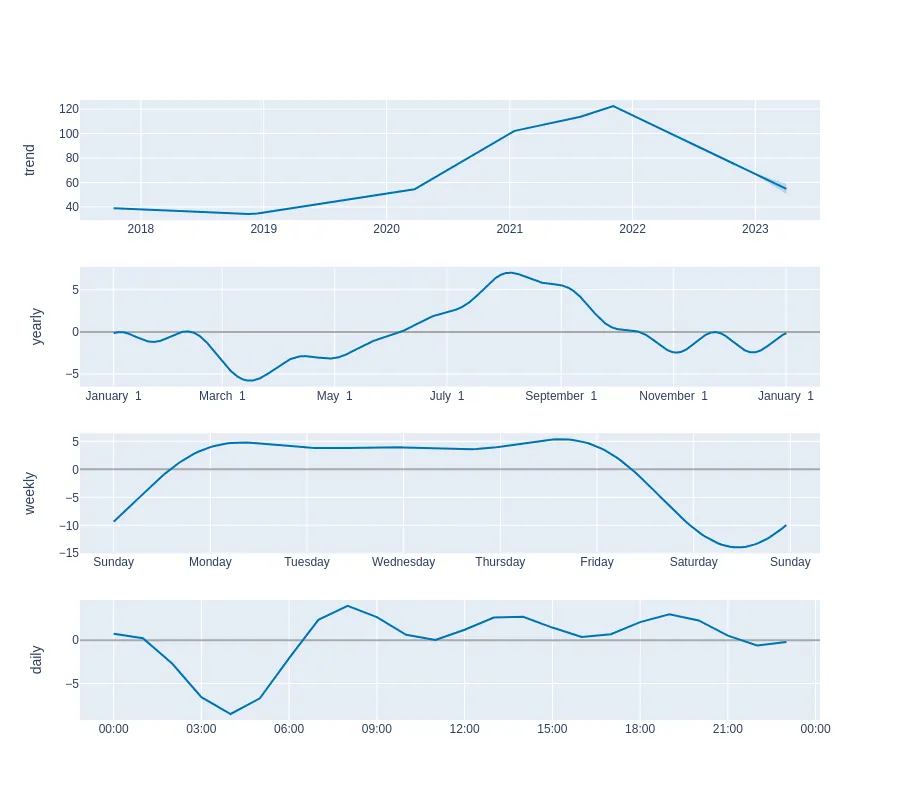 trend
120
100
80
60
40
2018 2019 2020 2021 2022 2023
yearly
5
0
−5
January 1 March 1 May 1 July 1 September 1 November 1 January 1
weekly
5
0
−5
−10
−15
Sunday Monday Tuesday Wednesday Thursday Friday Saturday Sunday
daily
0
−5
00:00 03:00 06:00 09:00 12:00 15:00 18:00 21:00 00:00